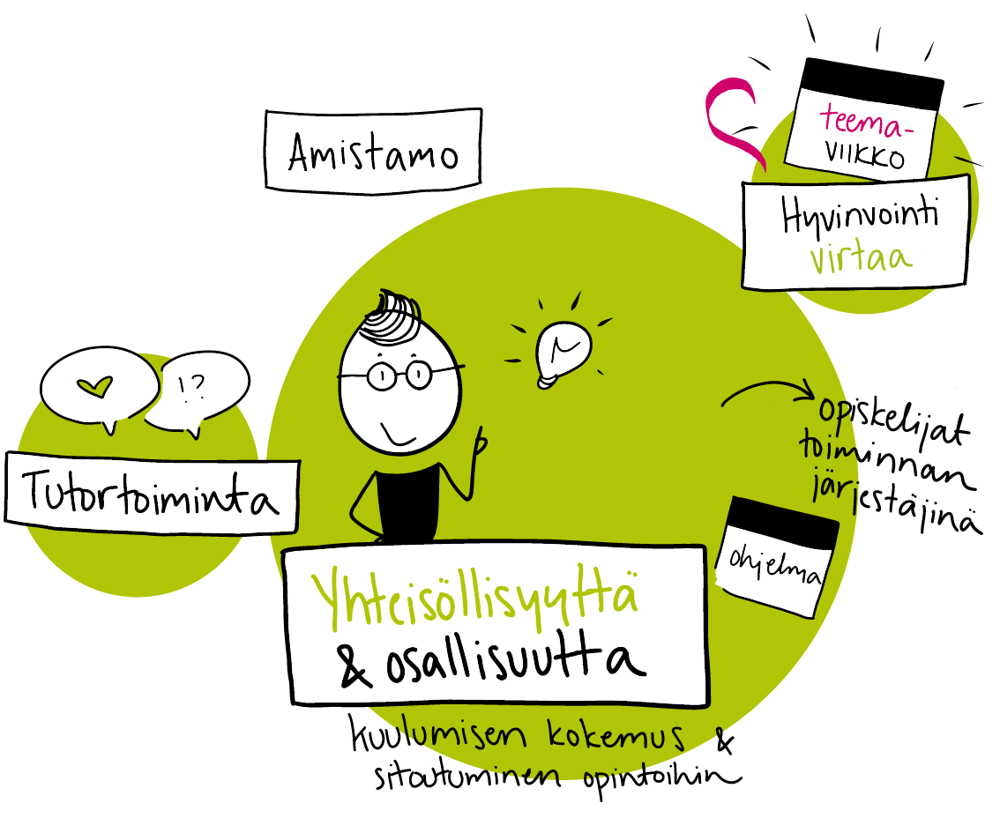 Amistamo
teema-
VIIKKO
Hyvinvointi
virtaa
!?
Tutortoiminta
opiskelijat
toiminnan
järjestäjinä
ohjelma
Yhteisöllisyyttä
& osallisuutta
kuulumisen kokemus &
sitoutuminen opintoihin